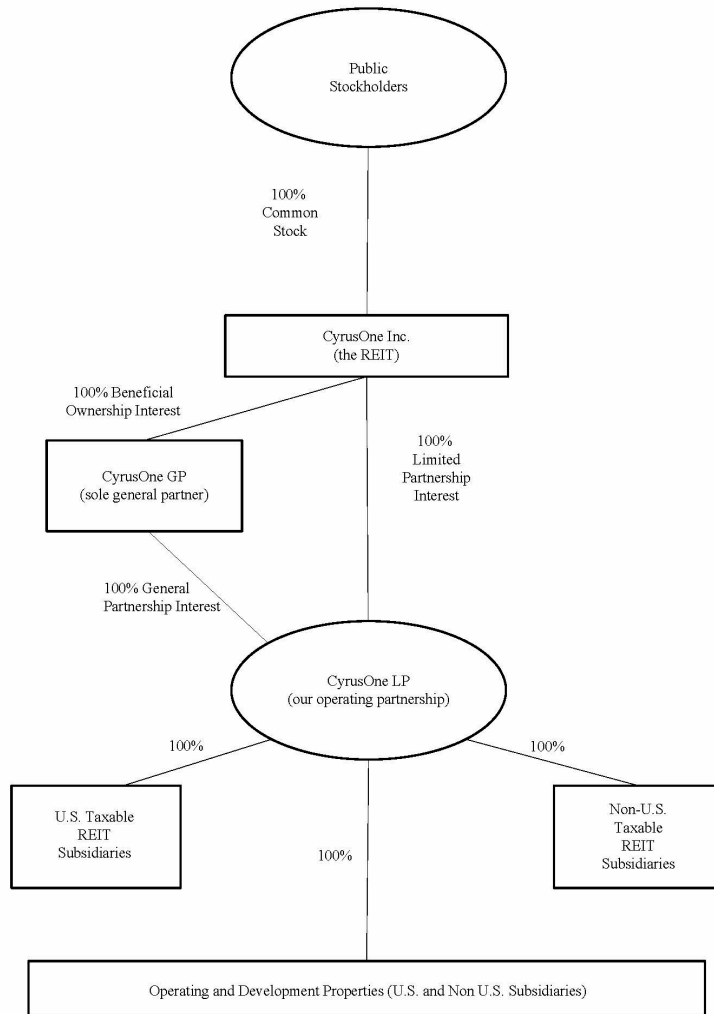 Public
Stockholders
100%
Common
Stock
CyrusOne Inc.
(the REIT)
100% Beneficial
Ownership Interest
100%
Limited
Partnership
Interest
CyrusOne GP
(sole general partner)
100% General
Partnership Interest
CyrusOne LP
(our operating partnership)
100%
100%
U.S. Taxable
REIT
Subsidiaries
100%
Non-U.S.
Taxable
REIT
Subsidiaries
Operating and Development Properties (U.S. and Non U.S. Subsidiaries)